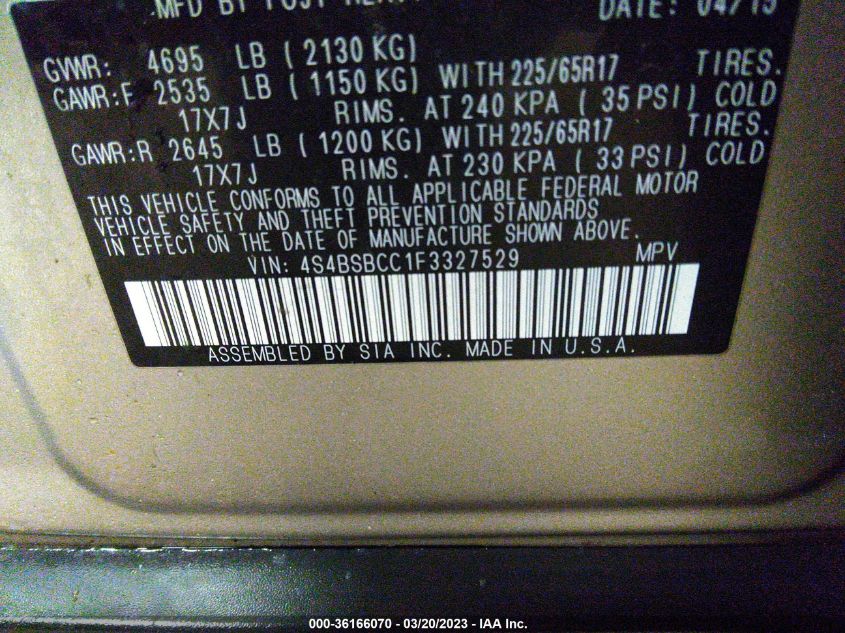 MFD BY FUJI
DATE: 04/15
GVWR: 4695 LB ( 2130 KG)
GAWR:F 2535 LB ( 1150 KG) WITH 225/65R17 TIRES.
17X7J RIMS. AT 240 KPA ( 35 PSI) COLD
GAWR:R 2645 LB ( 1200 KG) WITH 225/65R17 TIRES.
17X7J RIMS. AT 230 KPA ( 33 PSI) COLD
THIS VEHICLE CONFORMS TO ALL APPLICABLE FEDERAL MOTOR
VEHICLE SAFETY AND THEFT PREVENTION STANDARDS
IN EFFECT ON THE DATE OF MANUFACTURE SHOWN ABOVE.
VIN: 4S4BSBCC1F3327529 MPV
ASSEMBLED BY SIA INC. MADE IN U.S.A.
000-36166070 - 03/20/2023 - IAA Inc.